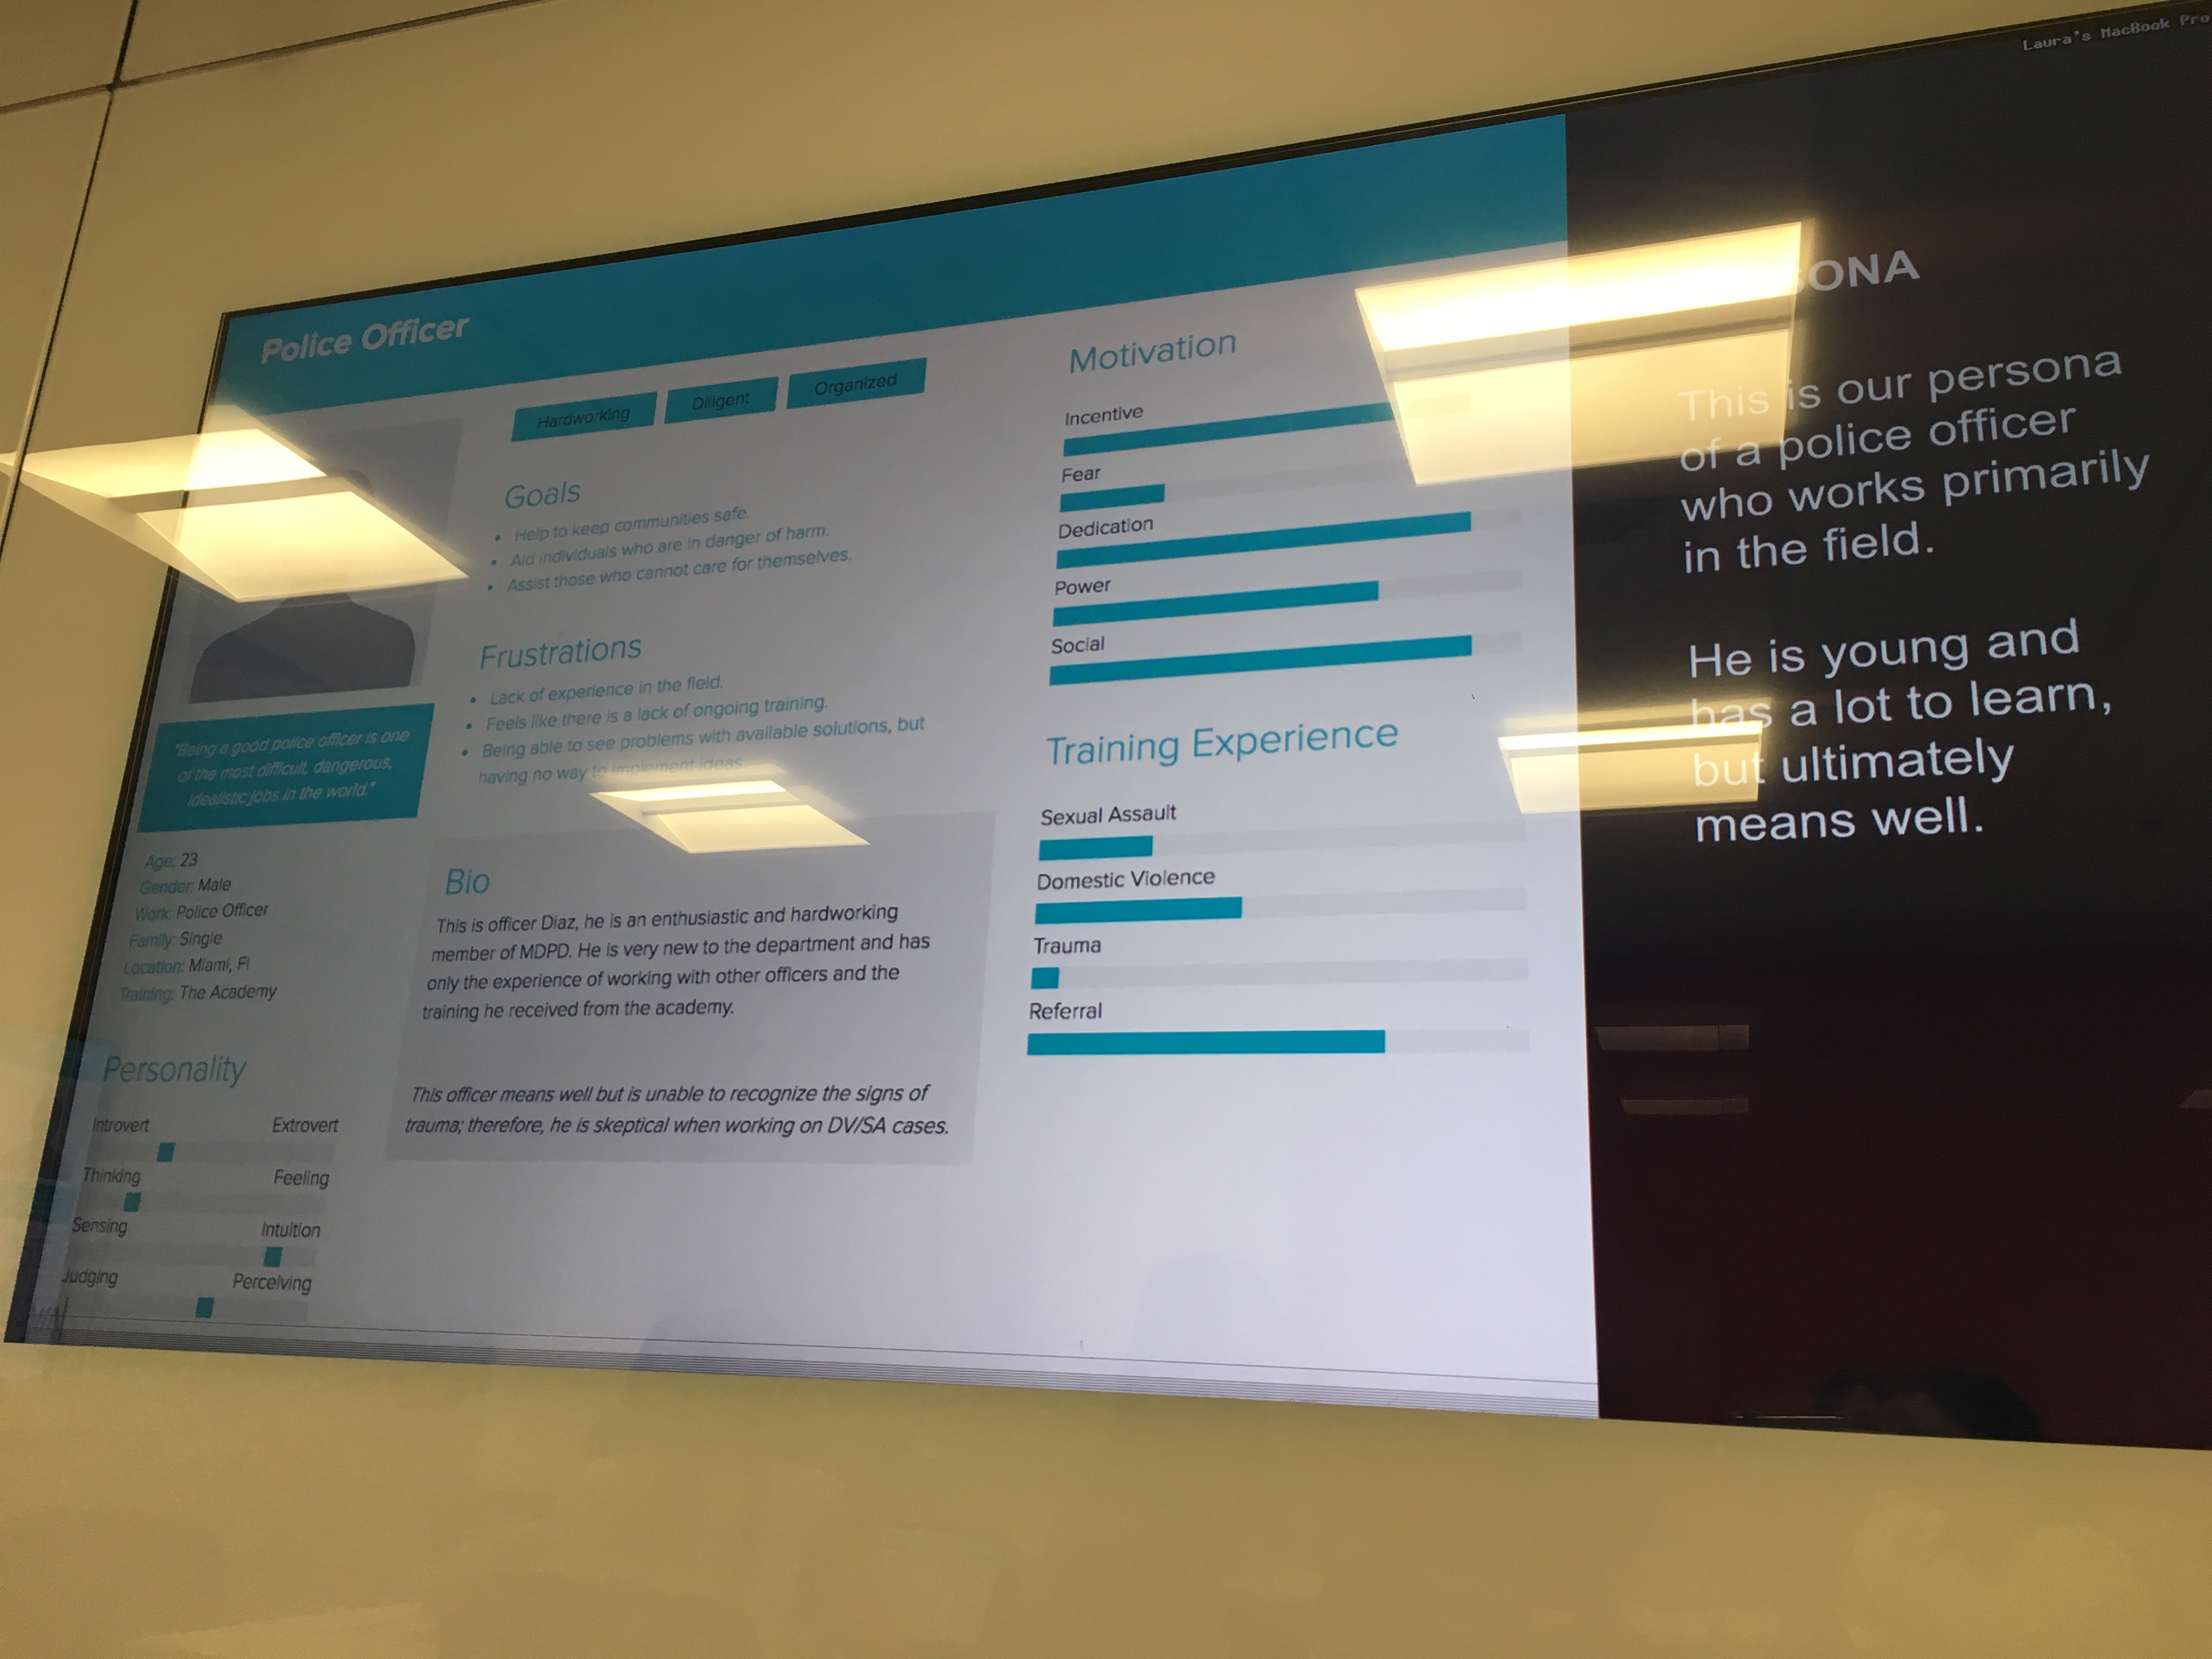 Laura's MacBook Pro
Police Officer
Hardworking
Diligent
Organized
Goals
• Help to keep communities safe.
• Aid individuals who are in danger of harm.
• Assist those who cannot care for themselves.
Frustrations
• Lack of experience in the field.
• Feels like there is a lack of ongoing training.
• Being able to see problems with available solutions, but
having no way to implement ideas.
"Being a good police officer is one
of the most difficult, dangerous,
idealistic jobs in the world."
Age: 23
Gender: Male
Work: Police Officer
Family: Single
Location: Miami, Fl
Training: The Academy
Personality
Introvert Extrovert
Thinking Feeling
Sensing Intuition
Judging Perceiving
Bio
This is officer Diaz, he is an enthusiastic and hardworking
member of MDPD. He is very new to the department and has
only the experience of working with other officers and the
training he received from the academy.
This officer means well but is unable to recognize the signs of
trauma; therefore, he is skeptical when working on DV/SA cases.
Motivation
Incentive
Fear
Dedication
Power
Social
Training Experience
Sexual Assault
Domestic Violence
Trauma
Referral
This is our persona
of a police officer
who works primarily
in the field.
He is young and
has a lot to learn,
but ultimately
means well.